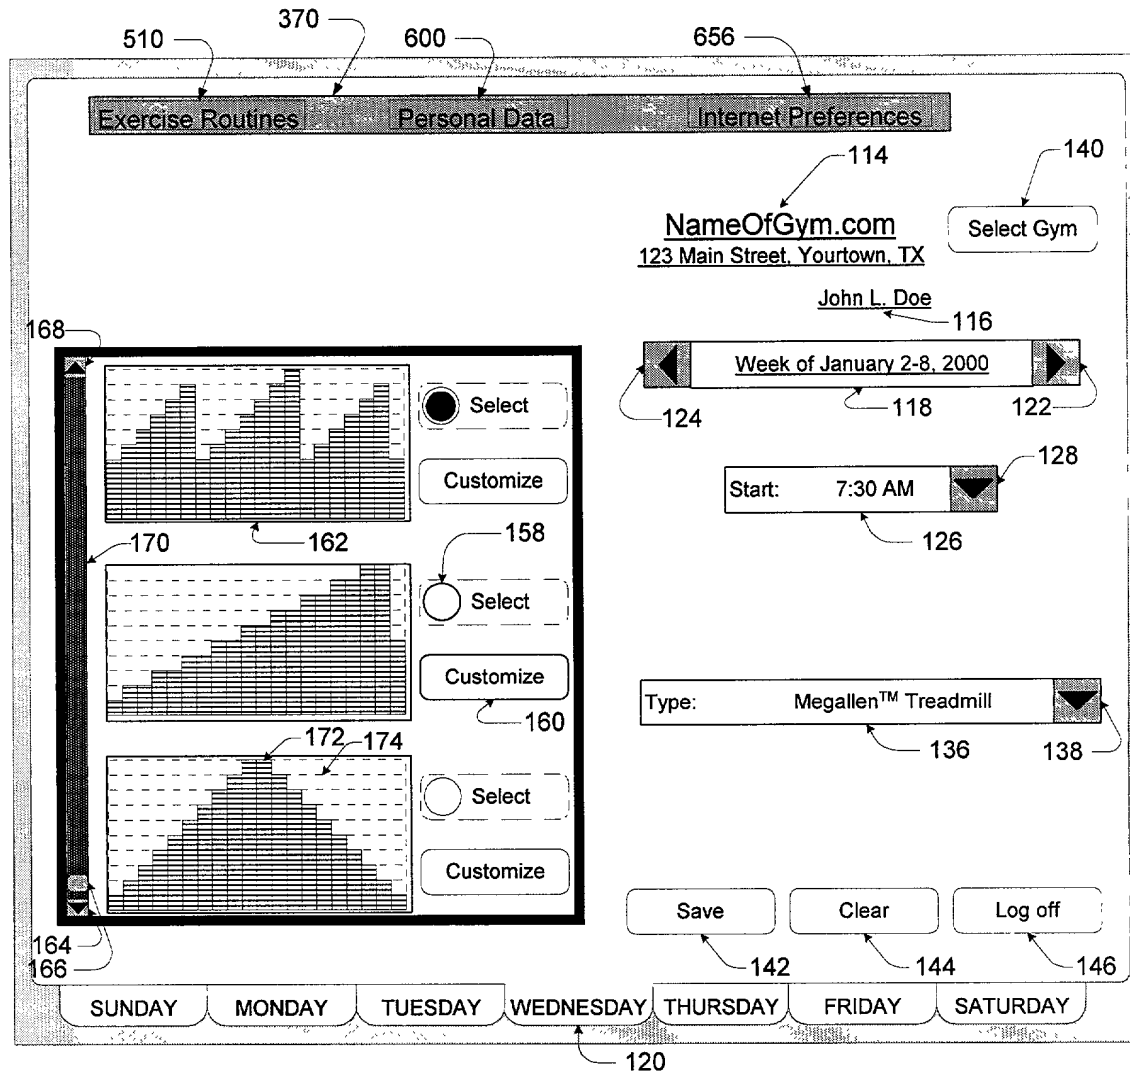 510
370
600
656
Exercise Routines Personal Data Internet Preferences
114
140
NameOfGym.com
Select Gym
123 Main Street, Yourtown, TX
John L. Doe
116
168
Week of January 2-8, 2000
124
118
122
Select
Customize
128
Start: 7:30 AM
126
170
162
158
Select
Customize
160
Type: Megallen™ Treadmill
136
138
172
174
Select
Customize
Save Clear Log off
164
166
142
144
146
SUNDAY MONDAY TUESDAY WEDNESDAY THURSDAY FRIDAY SATURDAY
120